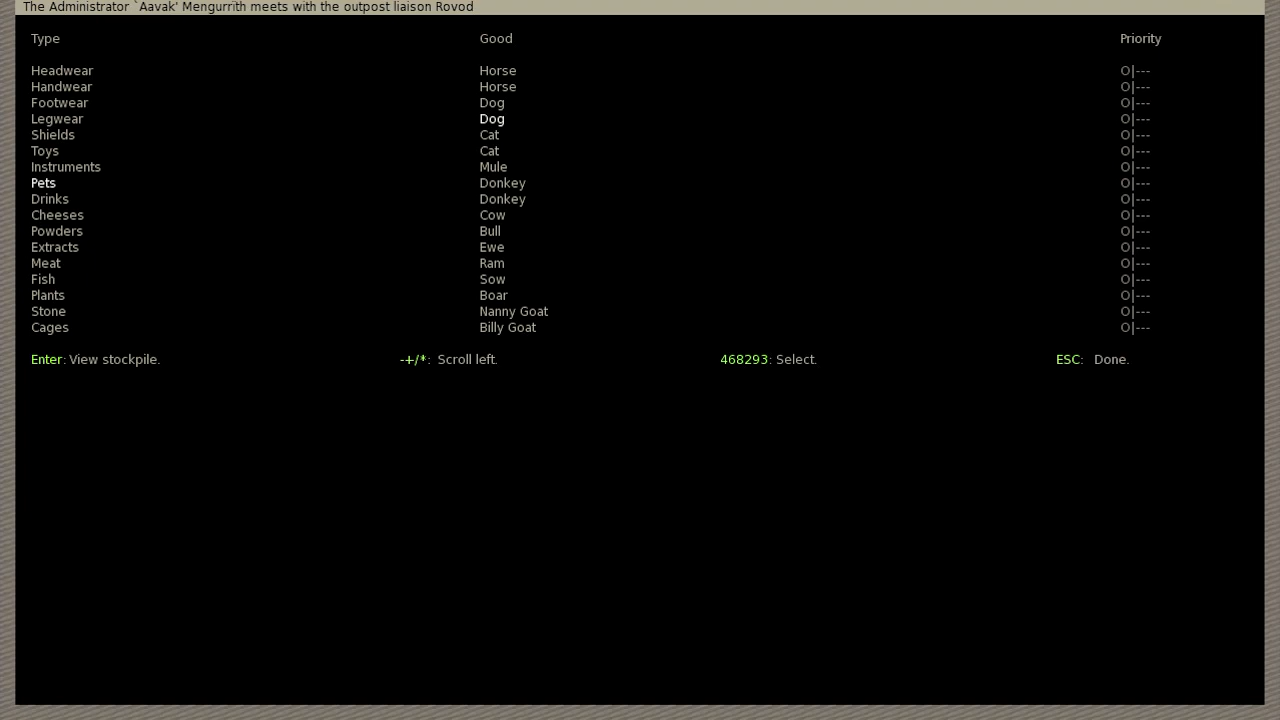 The Administrator `Aavak' Mengurrïth meets with the outpost liaison Rovod
Type Good Priority
Headwear Horse O|---
Handwear Horse O|---
Footwear Dog O|---
Legwear Dog O|---
Shields Cat O|---
Toys Cat O|---
Instruments Mule O|---
Pets Donkey O|---
Drinks Donkey O|---
Cheeses Cow O|---
Powders Bull O|---
Extracts Ewe O|---
Meat Ram O|---
Fish Sow O|---
Plants Boar O|---
Stone Nanny Goat O|---
Cages Billy Goat O|---
Enter: View stockpile. -+/*: Scroll left. 468293: Select. ESC: Done.